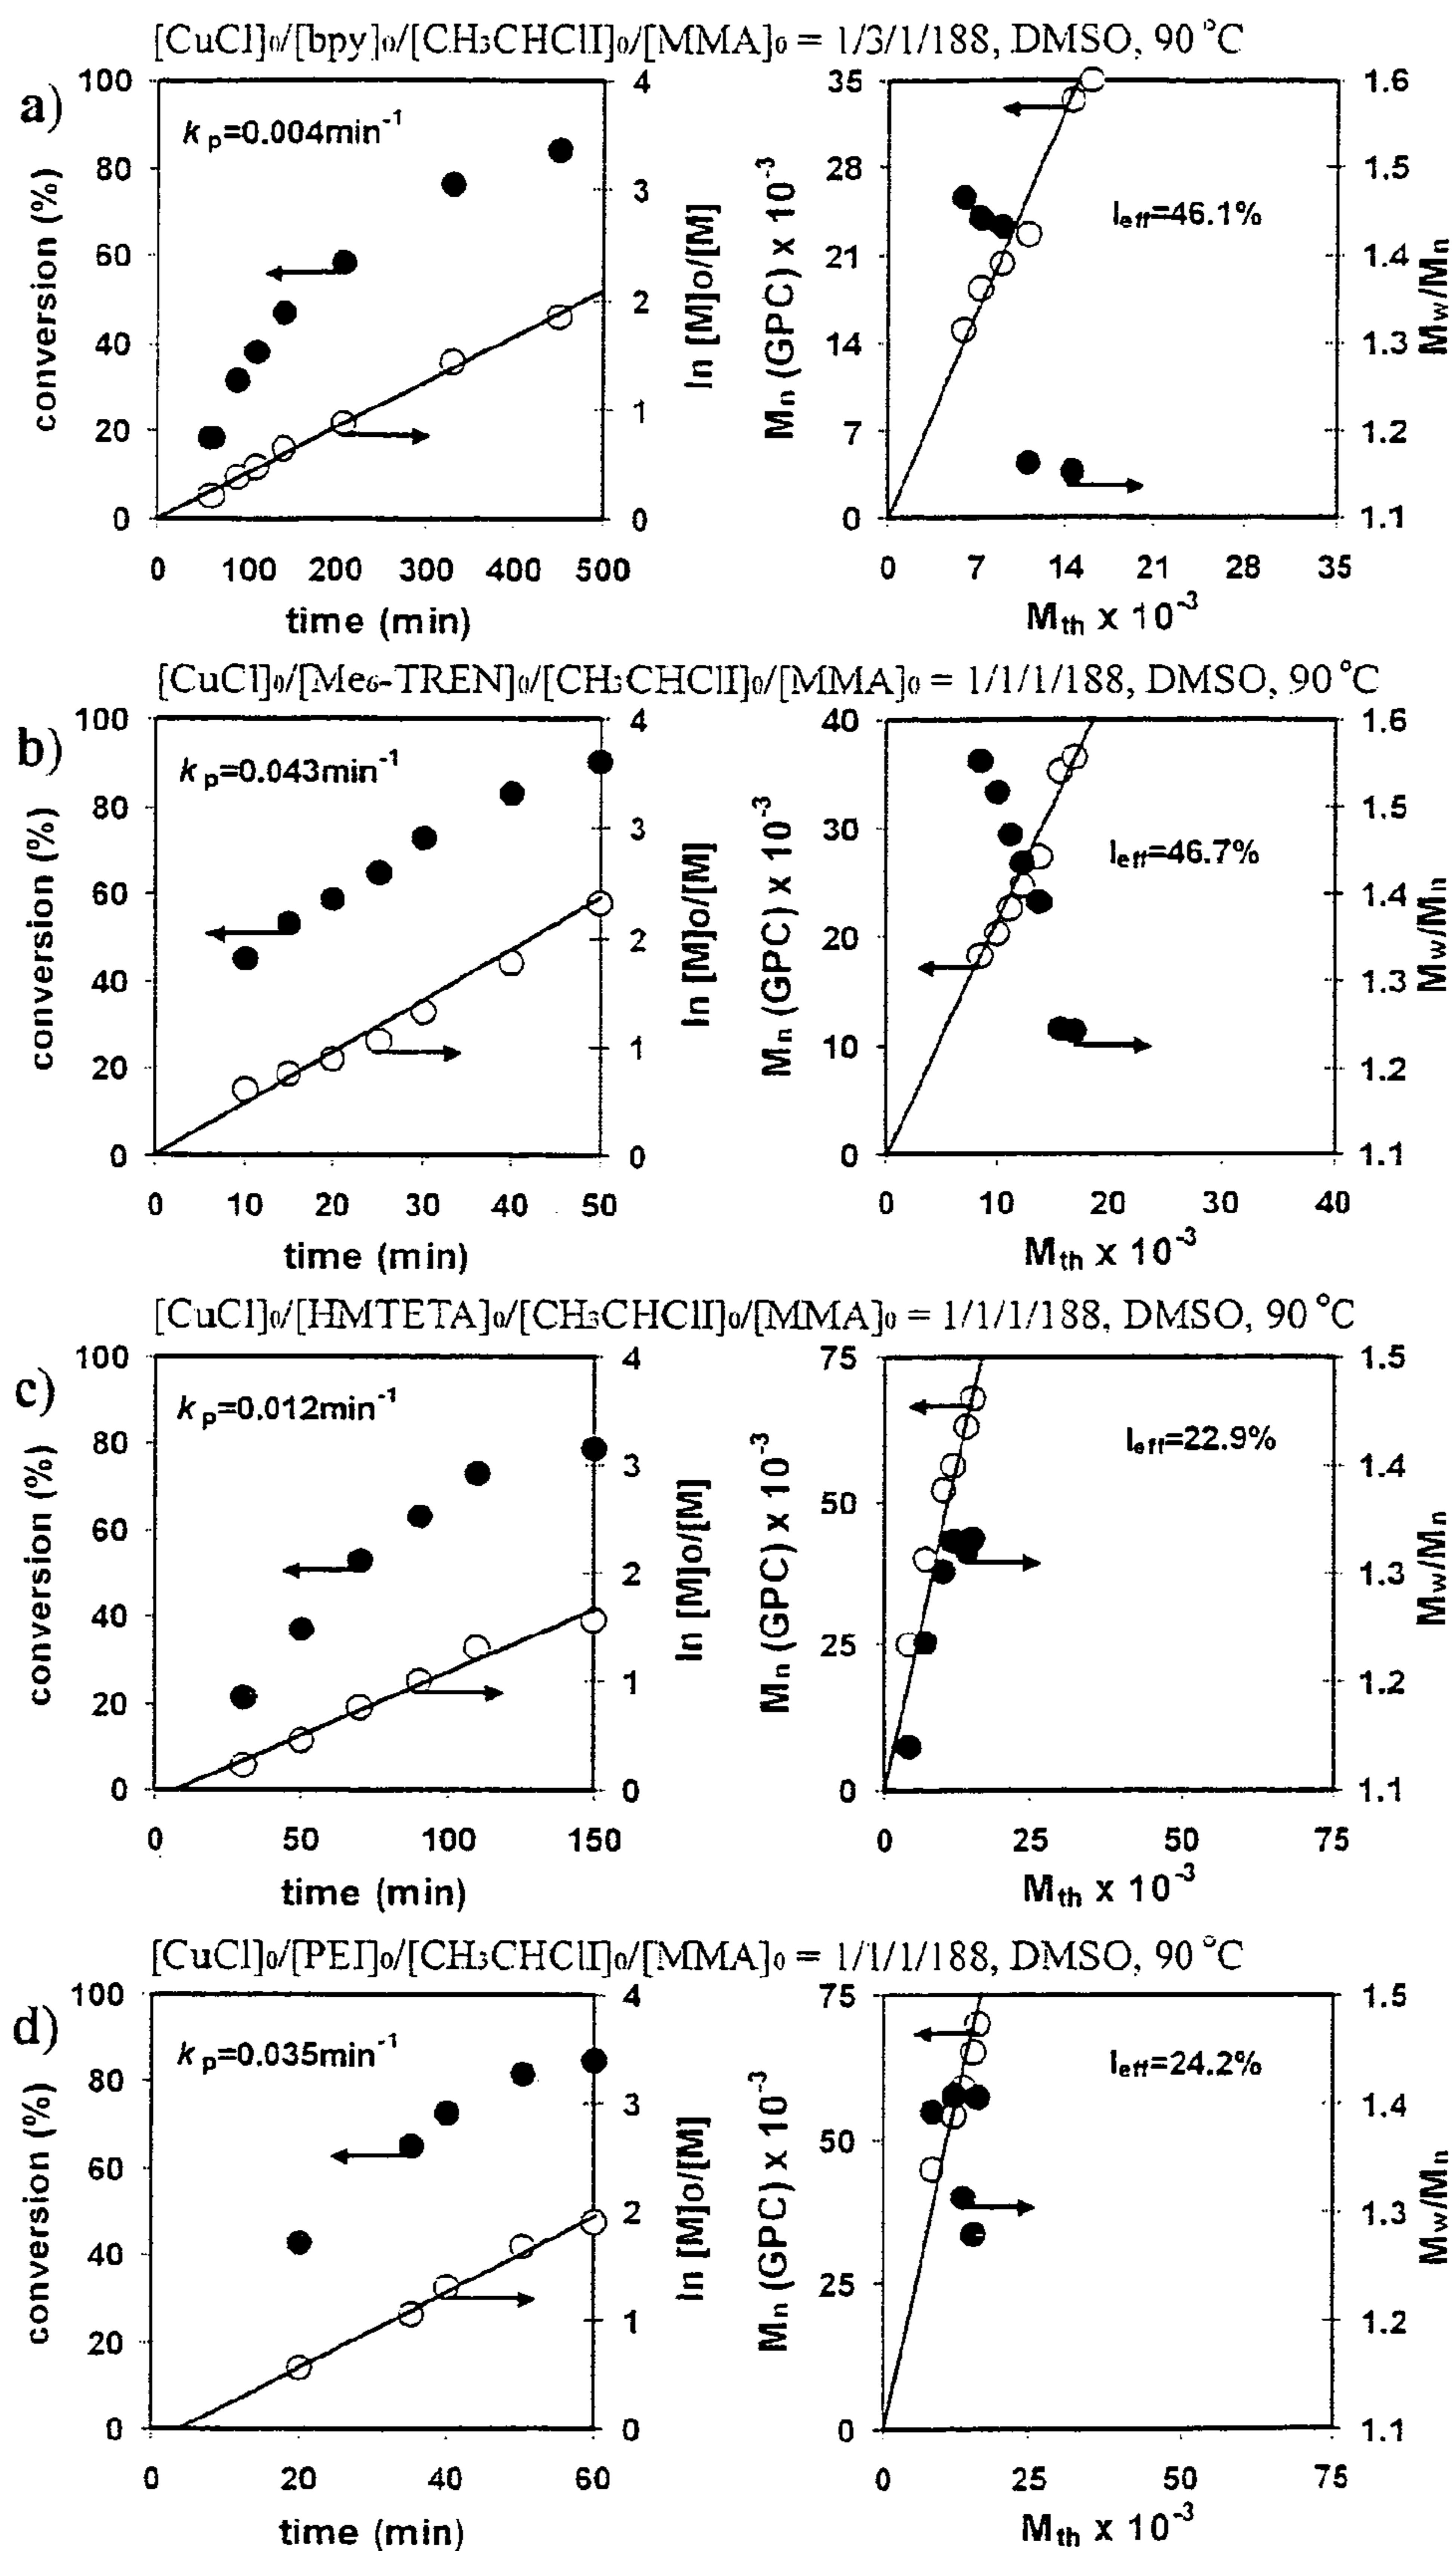 [CuCl]₀/[bpy]₀/[CH₃CHClI]₀/[MMA]₀ = 1/3/1/188, DMSO, 90 °C
a)
100
80
60
40
20
0
conversion (%)
kp=0.004min⁻¹
4
3
2
1
0
ln [M]o/[M]
0 100 200 300 400 500
time (min)
35
28
21
14
7
0
Mn (GPC) x 10⁻³
Ieff=46.1%
1.6
1.5
1.4
1.3
1.2
1.1
Mw/Mn
0 7 14 21 28 35
Mth x 10⁻³
[CuCl]₀/[Me₆-TREN]₀/[CH₃CHClI]₀/[MMA]₀ = 1/1/1/188, DMSO, 90 °C
b)
100
80
60
40
20
0
conversion (%)
kp=0.043min⁻¹
4
3
2
1
0
ln [M]o/[M]
0 10 20 30 40 50
time (min)
40
30
20
10
0
Mn (GPC) x 10⁻³
Ieff=46.7%
1.6
1.5
1.4
1.3
1.2
1.1
Mw/Mn
0 10 20 30 40
Mth x 10⁻³
[CuCl]₀/[HMTETA]₀/[CH₃CHClI]₀/[MMA]₀ = 1/1/1/188, DMSO, 90 °C
c)
100
80
60
40
20
0
conversion (%)
kp=0.012min⁻¹
4
3
2
1
0
ln [M]o/[M]
0 50 100 150
time (min)
75
50
25
0
Mn (GPC) x 10⁻³
Ieff=22.9%
1.5
1.4
1.3
1.2
1.1
Mw/Mn
0 25 50 75
Mth x 10⁻³
[CuCl]₀/[PEI]₀/[CH₃CHClI]₀/[MMA]₀ = 1/1/1/188, DMSO, 90 °C
d)
100
80
60
40
20
0
conversion (%)
kp=0.035min⁻¹
4
3
2
1
0
ln [M]o/[M]
0 20 40 60
time (min)
75
50
25
0
Mn (GPC) x 10⁻³
Ieff=24.2%
1.5
1.4
1.3
1.2
1.1
Mw/Mn
0 25 50 75
Mth x 10⁻³